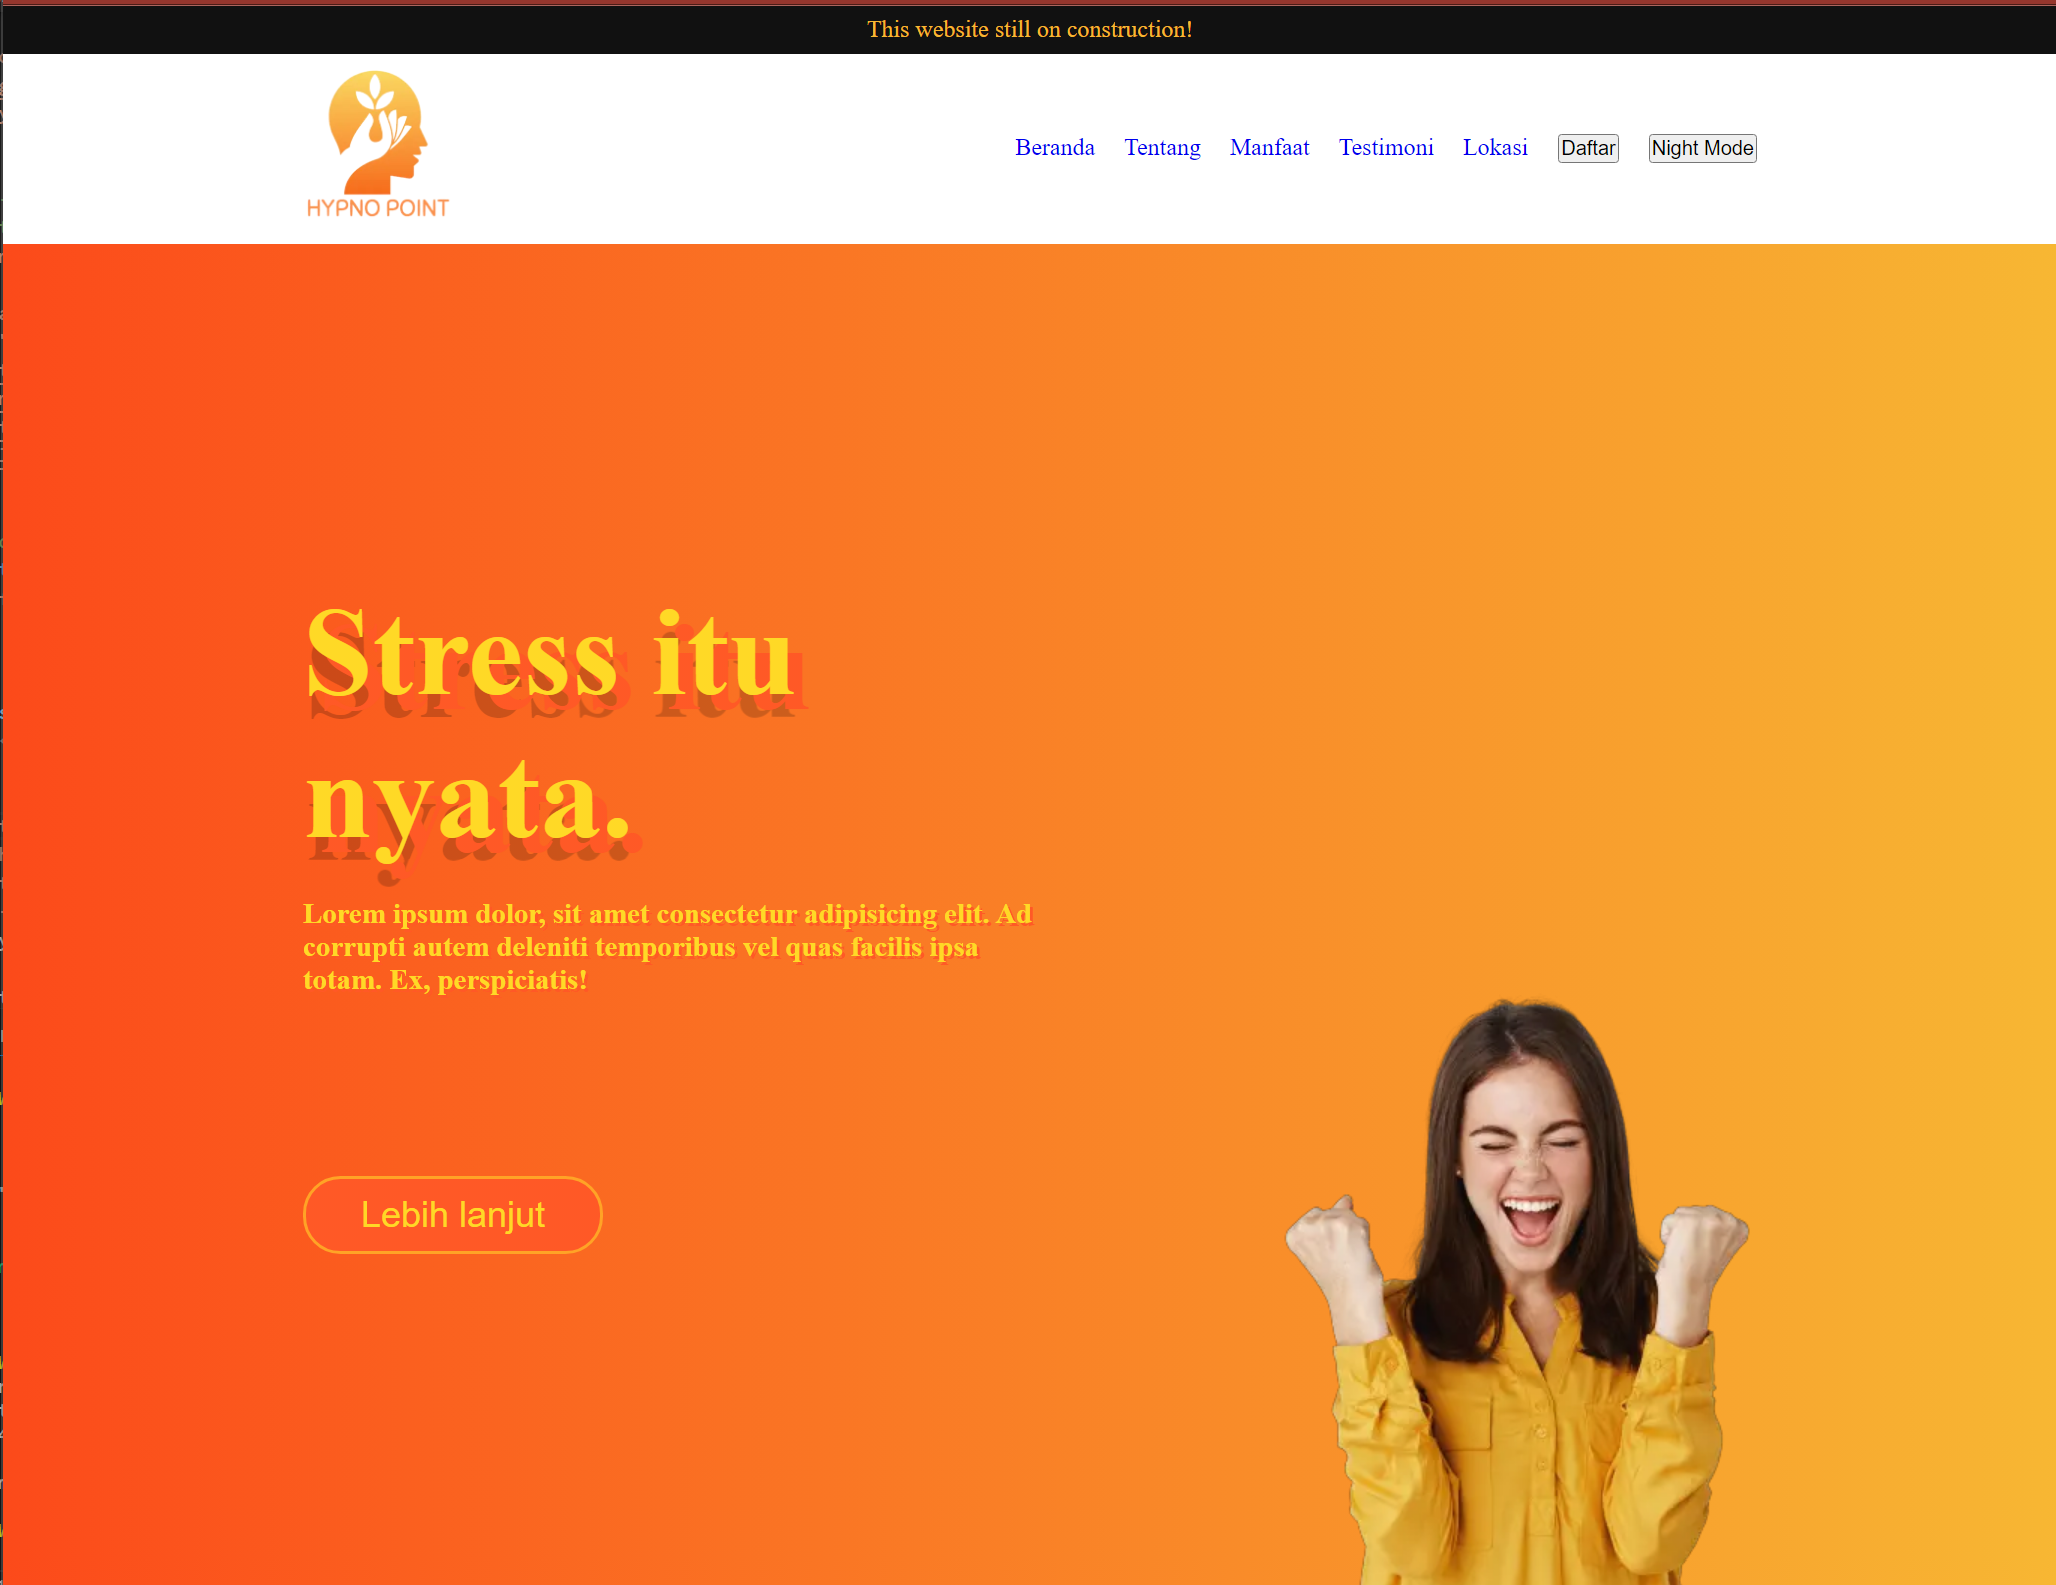 This website still on construction!
HYPNO POINT
Beranda Tentang Manfaat Testimoni Lokasi Daftar Night Mode
Stress itu
nyata.
Lorem ipsum dolor, sit amet consectetur adipisicing elit. Ad
corrupti autem deleniti temporibus vel quas facilis ipsa
totam. Ex, perspiciatis!
Lebih lanjut